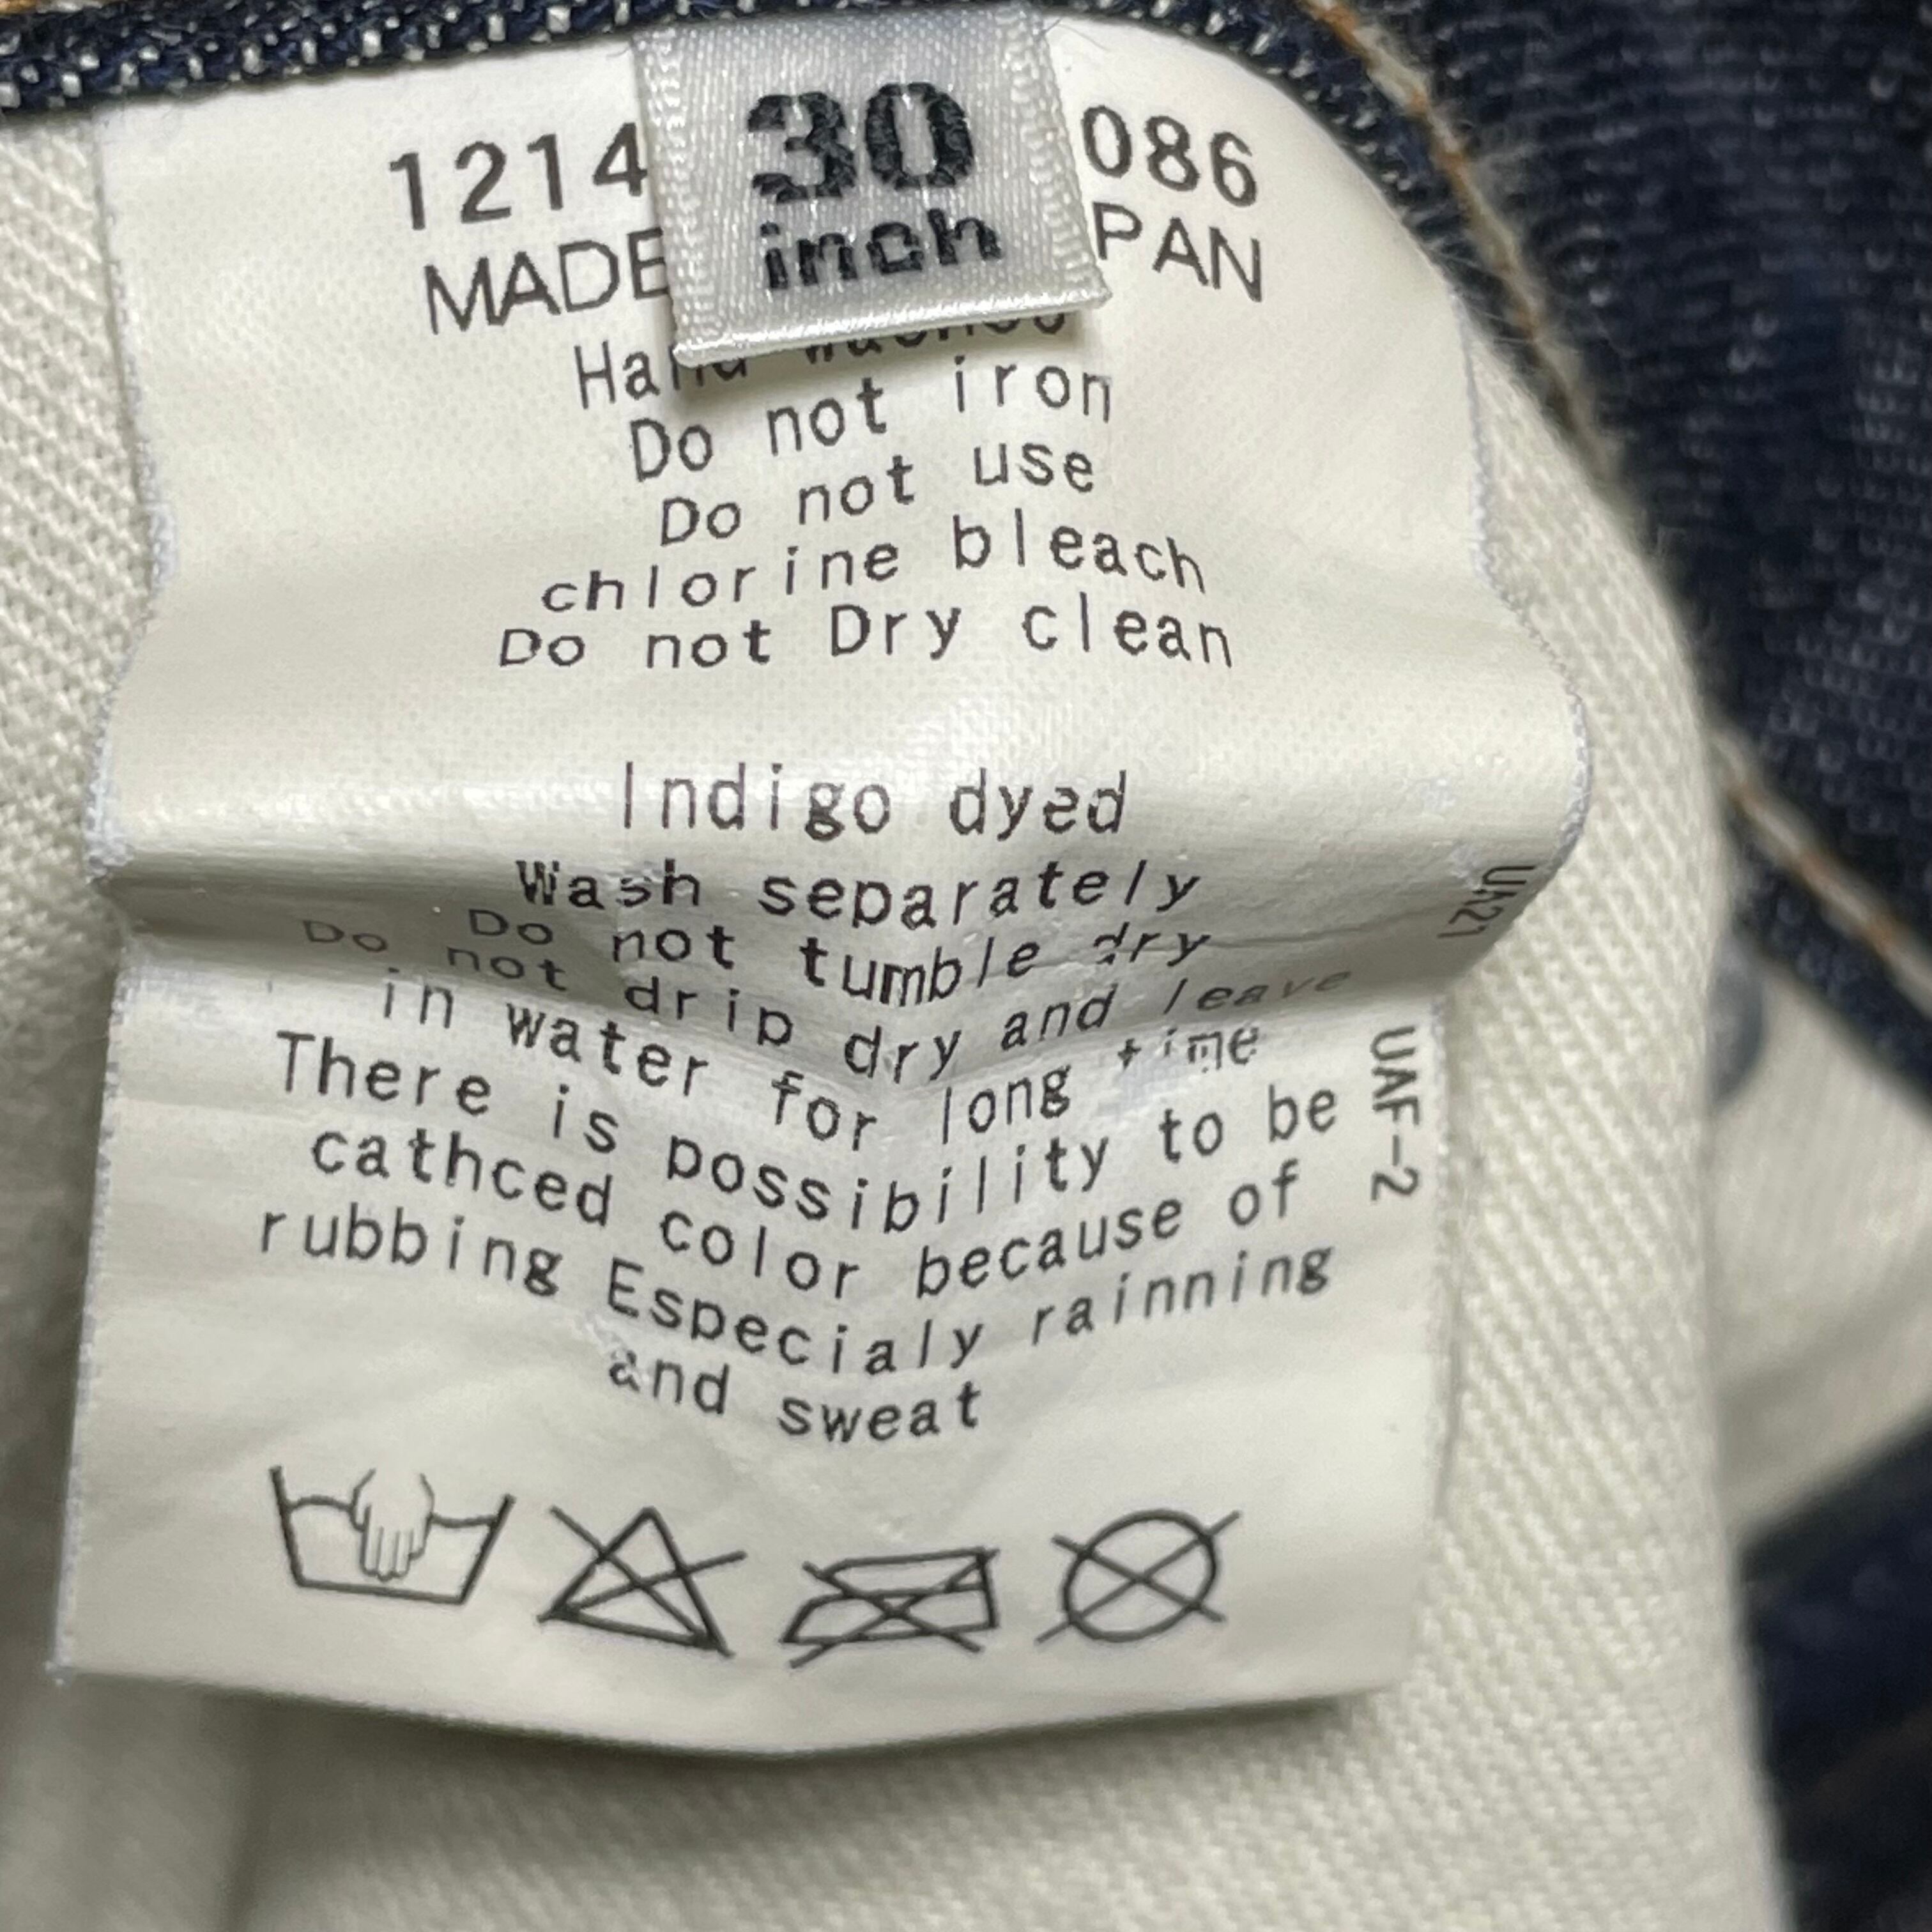 30
inch
1214 086
MADE PAN
Hand washed
Do not iron
Do not use
chlorine bleach
Do not Dry clean
Indigo dyed
Wash separately
Do not tumble dry
Do not drip dry and leave
in water for long time
There is possibility to be
cathced color because of
rubbing Especialy rainning
and sweat
UAF-2